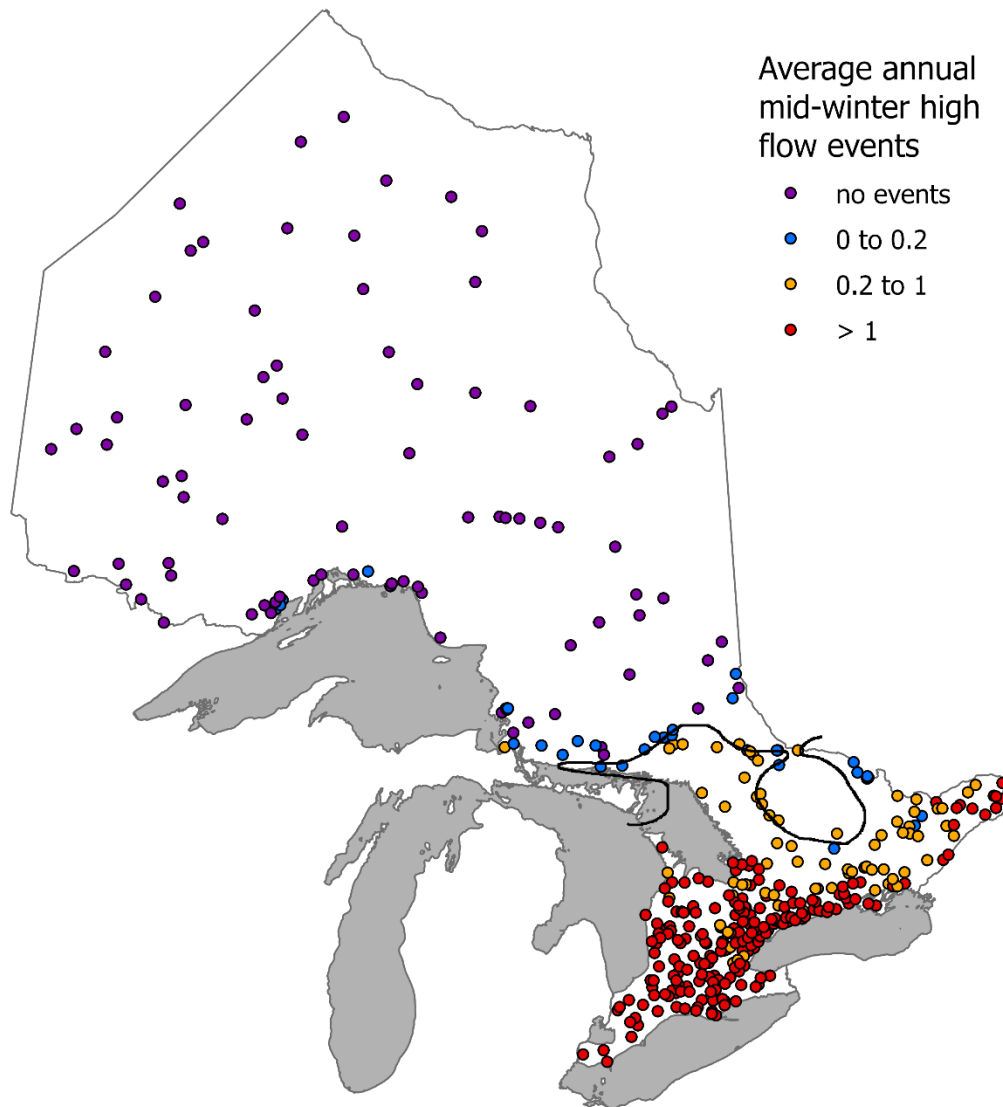 Average annual
mid-winter high
flow events
no events
0 to 0.2
0.2 to 1
> 1